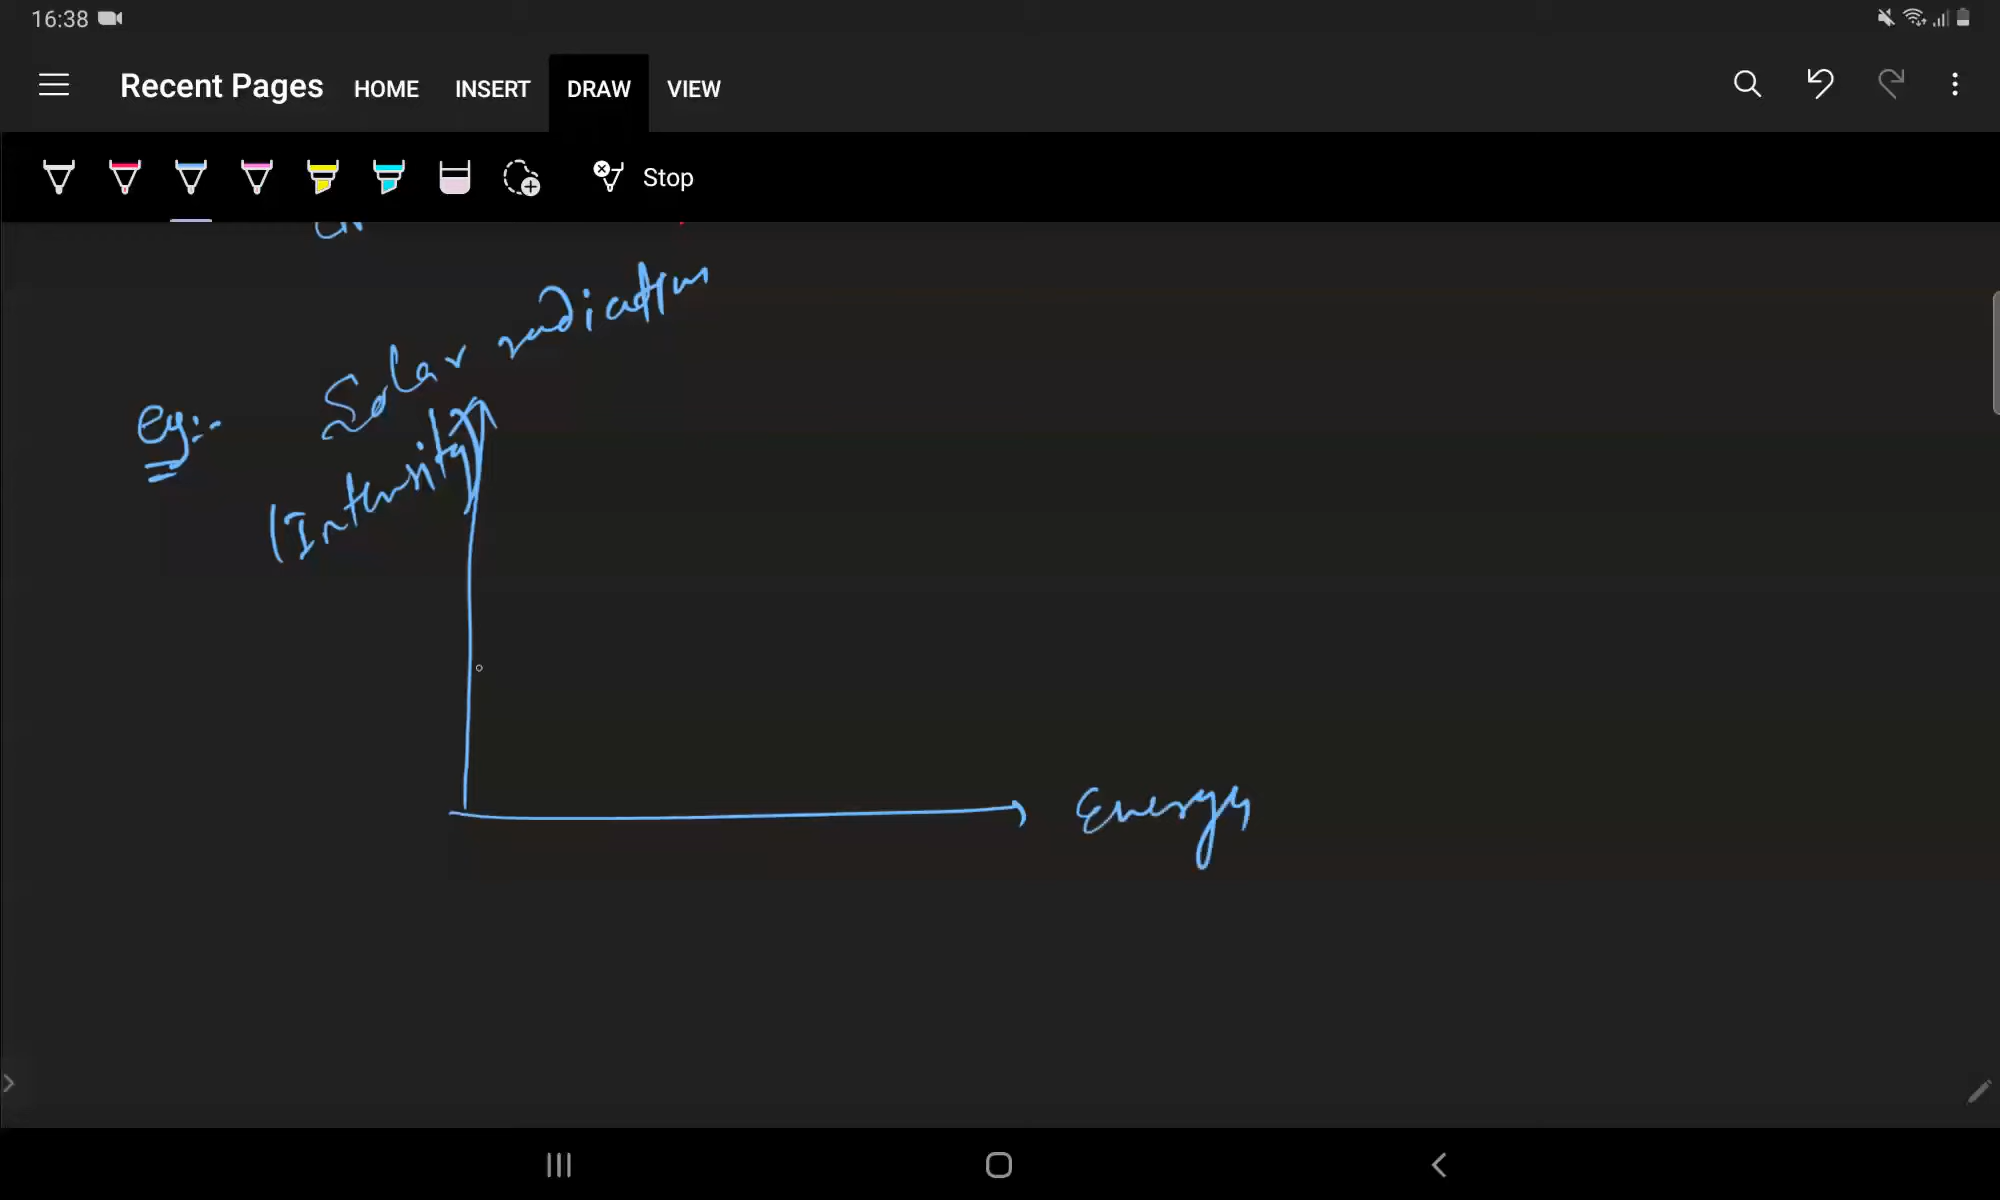 16:38
Recent Pages HOME INSERT DRAW VIEW
Stop
Solar radiation
eg:-
(Intensity)
Energy